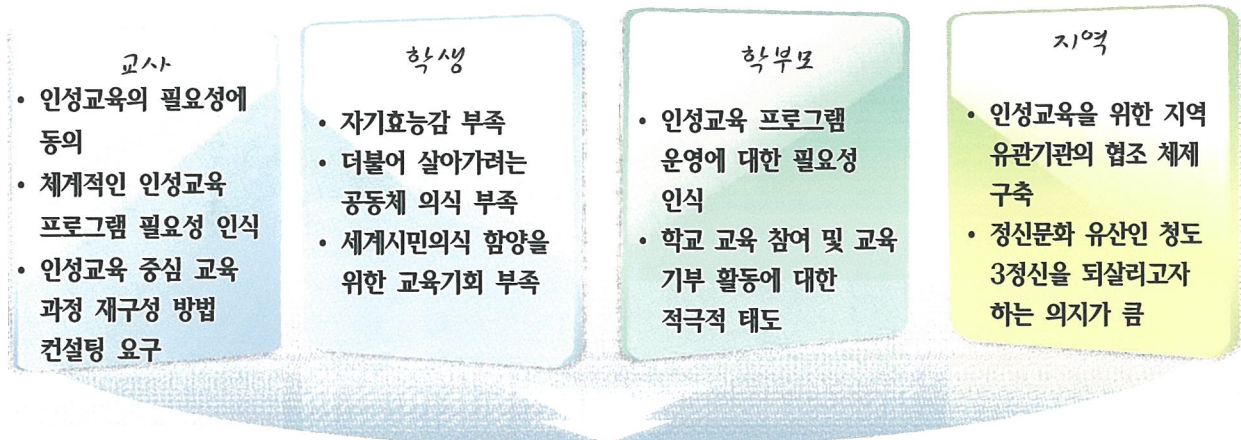 교사
• 인성교육의 필요성에
동의
• 체계적인 인성교육
프로그램 필요성 인식
• 인성교육 중심 교육
과정 재구성 방법
컨설팅 요구
학생
• 자기효능감 부족
• 더불어 살아가려는
공동체 의식 부족
• 세계시민의식 함양을
위한 교육기회 부족
학부모
• 인성교육 프로그램
운영에 대한 필요성
인식
• 학교 교육 참여 및 교육
기부 활동에 대한
적극적 태도
지역
• 인성교육을 위한 지역
유관기관의 협조 체제
구축
• 정신문화 유산인 청도
3정신을 되살리고자
하는 의지가 큼